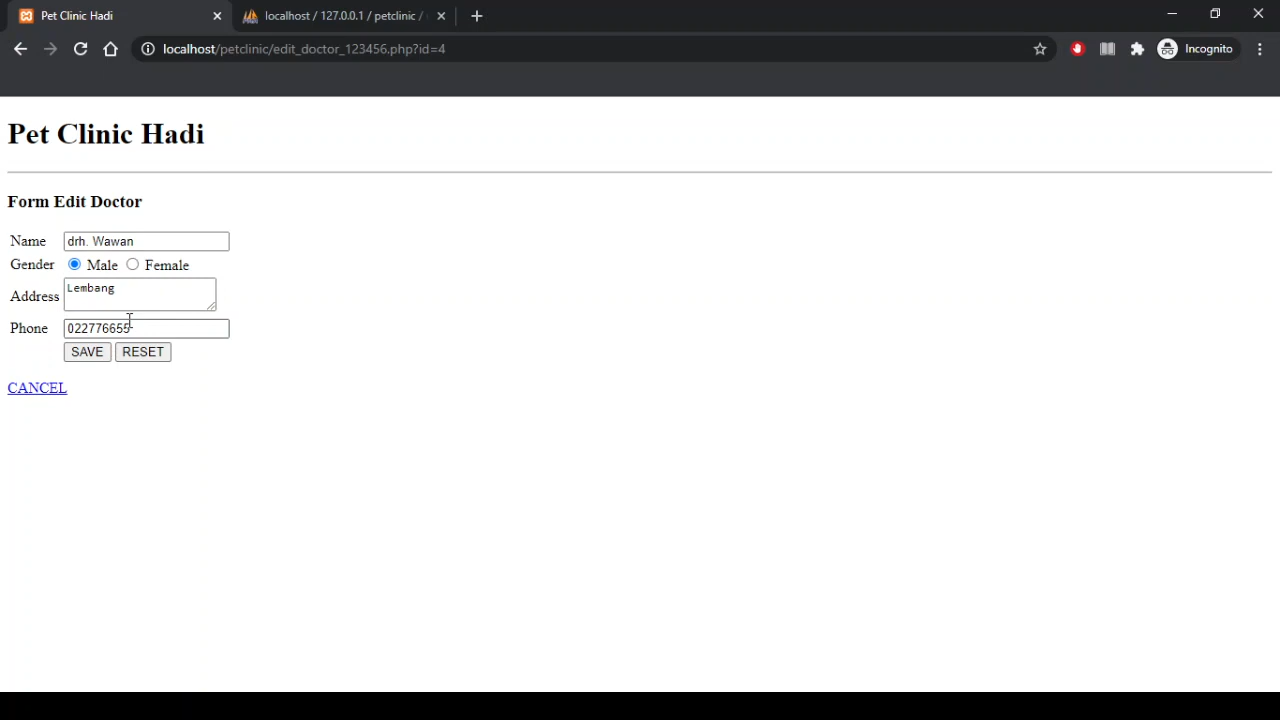 Pet Clinic Hadi
localhost / 127.0.0.1 / petclinic /
localhost/petclinic/edit_doctor_123456.php?id=4
Incognito
Pet Clinic Hadi
Form Edit Doctor
Name drh. Wawan
Gender Male Female
Address Lembang
Phone 022776655
SAVE RESET
CANCEL